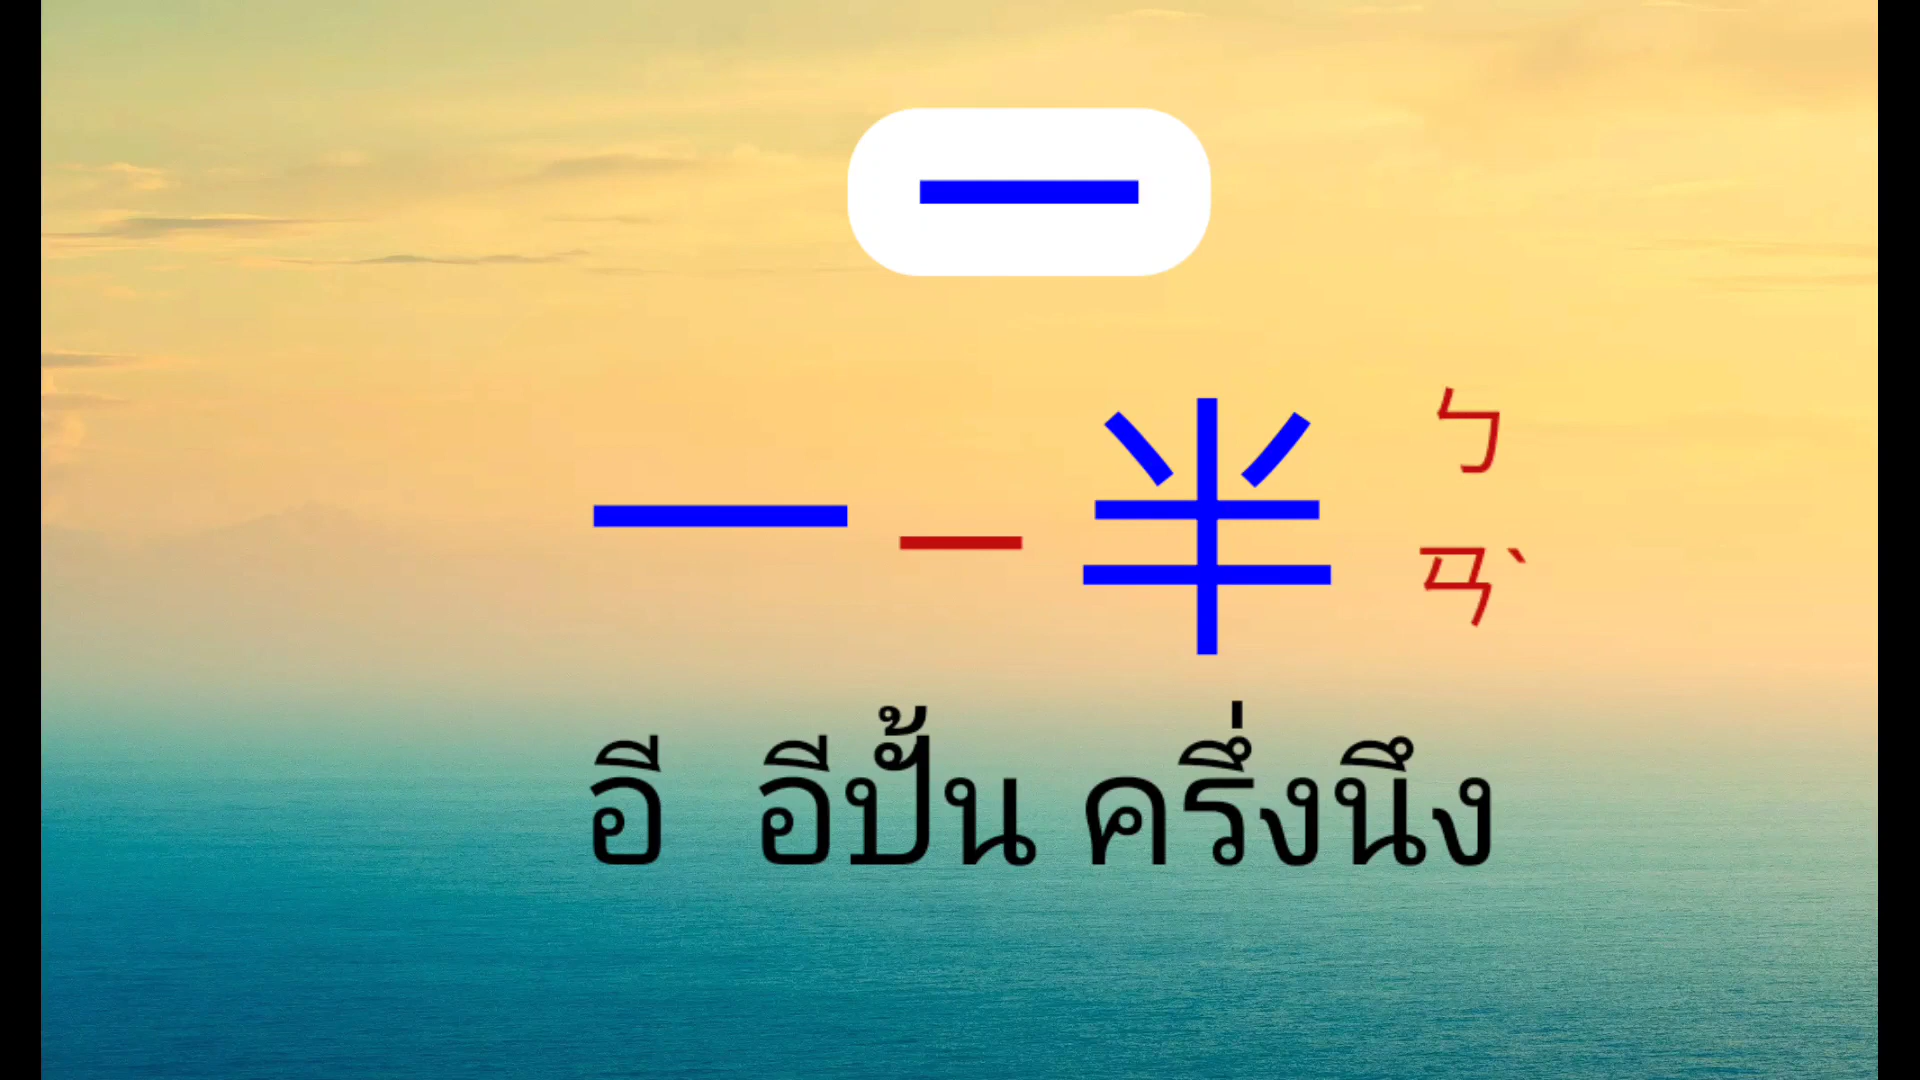 一
一 ㄧ 半 ㄅㄢˋ
อี อีปั้น ครึ่งนึง